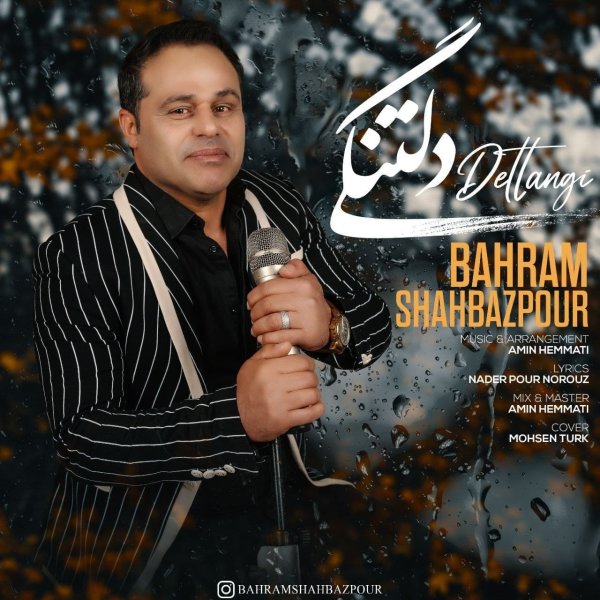 دلتنگی
Deltangi
BAHRAM
SHAHBAZPOUR
MUSIC & ARRANGEMENT
AMIN HEMMATI
LYRICS
NADER POUR NOROUZ
MIX & MASTER
AMIN HEMMATI
COVER
MOHSEN TURK
BAHRAMSHAHBAZPOUR